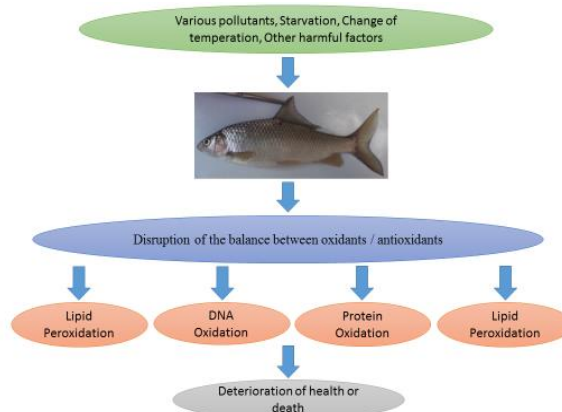 Various pollutants, Starvation, Change of
temperation, Other harmful factors
Disruption of the balance between oxidants / antioxidants
Lipid
Peroxidation
DNA
Oxidation
Protein
Oxidation
Lipid
Peroxidation
Deterioration of health or
death